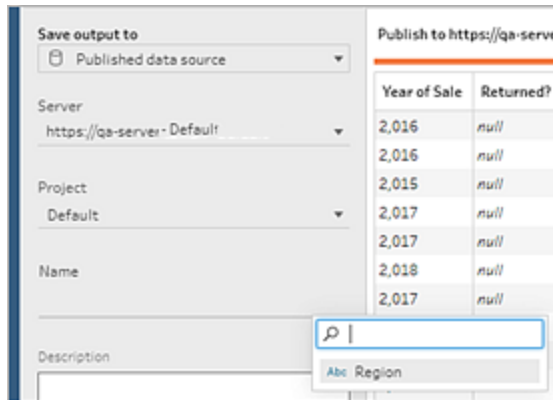 Save output to
Published data source
Server
https://qa-server - Default
Project
Default
Name
Description
Publish to https://qa-serve
Year of Sale Returned?
2,016 null
2,016 null
2,015 null
2,017 null
2,017 null
2,018 null
2,017 null
Abc Region